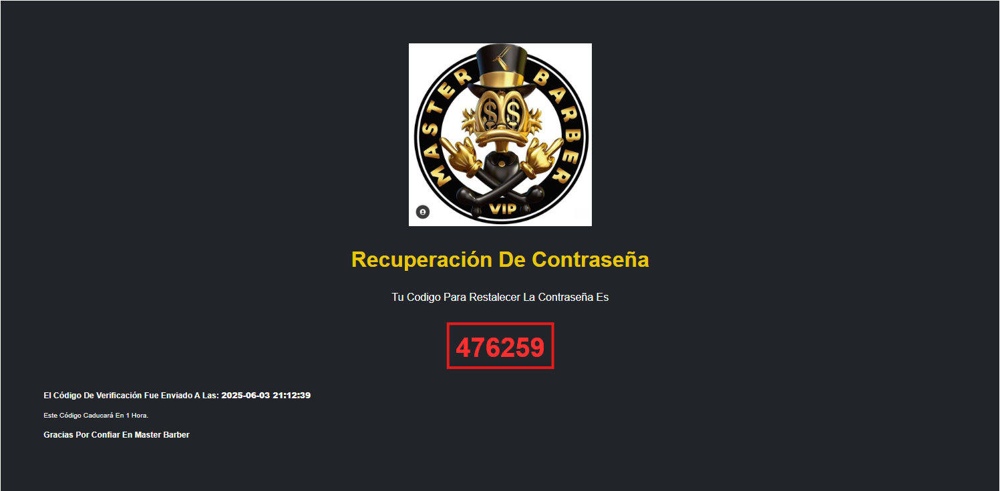 MASTER BARBER
VIP
Recuperación De Contraseña
Tu Codigo Para Restalecer La Contraseña Es
476259
El Código De Verificación Fue Enviado A Las: 2025-06-03 21:12:39
Este Código Caducará En 1 Hora.
Gracias Por Confiar En Master Barber